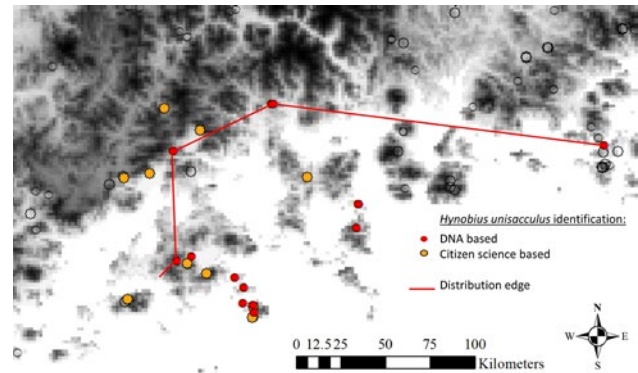 Hynobius unisacculus identification:
DNA based
Citizen science based
Distribution edge
0 12.5 25 50 75 100
Kilometers
N
W E
S